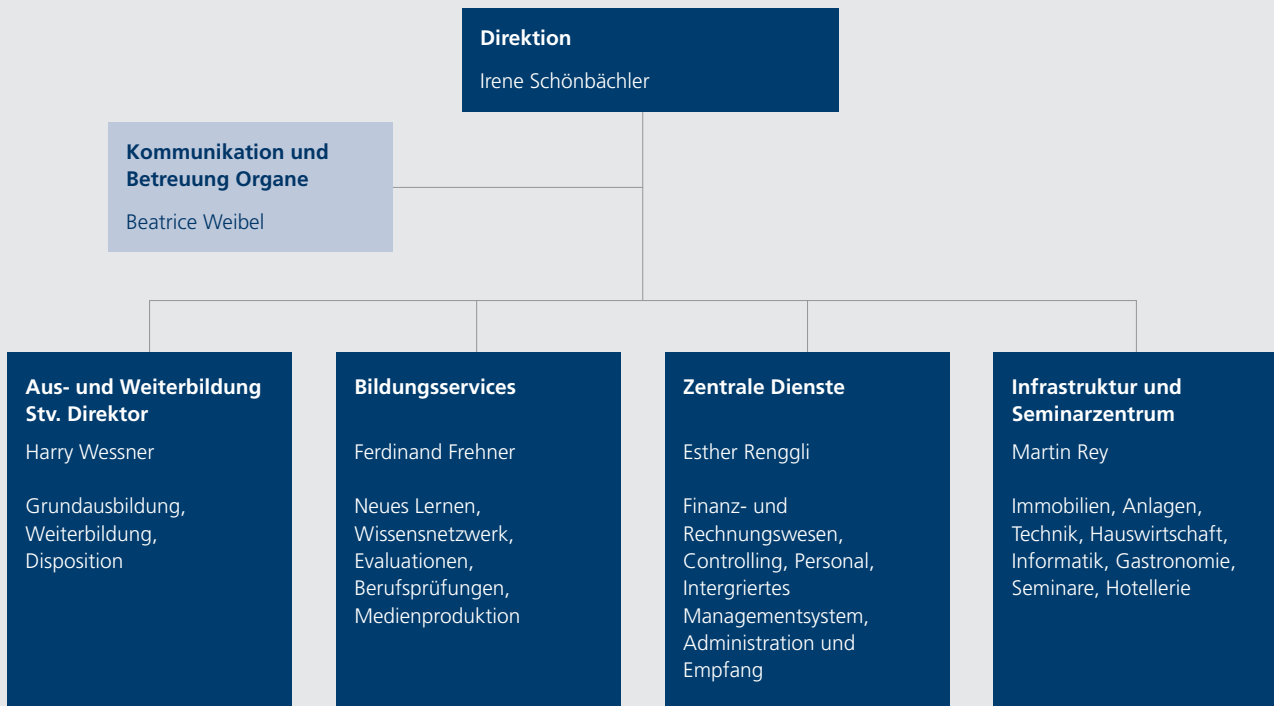 Direktion
Irene Schönbächler
Kommunikation und
Betreuung Organe
Beatrice Weibel
Aus- und Weiterbildung
Stv. Direktor
Harry Wessner
Grundausbildung,
Weiterbildung,
Disposition
Bildungsservices
Ferdinand Frehner
Neues Lernen,
Wissensnetzwerk,
Evaluationen,
Berufsprüfungen,
Medienproduktion
Zentrale Dienste
Esther Renggli
Finanz- und
Rechnungswesen,
Controlling, Personal,
Intergriertes
Managementsystem,
Administration und
Empfang
Infrastruktur und
Seminarzentrum
Martin Rey
Immobilien, Anlagen,
Technik, Hauswirtschaft,
Informatik, Gastronomie,
Seminare, Hotellerie